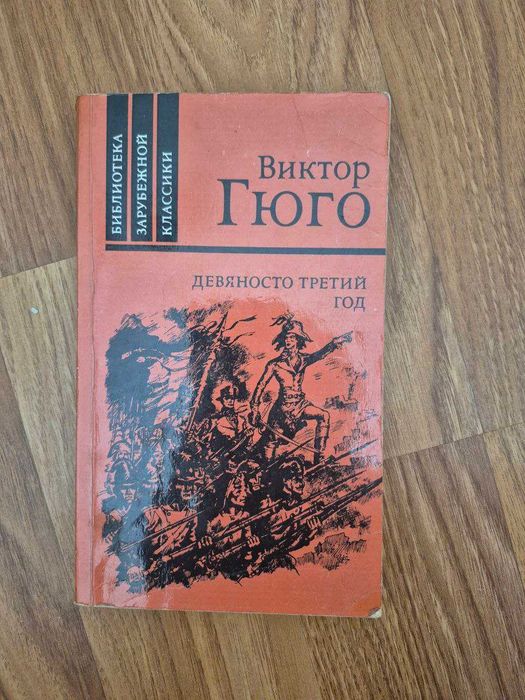 БИБЛИОТЕКА
ЗАРУБЕЖНОЙ
КЛАССИКИ
Виктор
Гюго
ДЕВЯНОСТО ТРЕТИЙ
ГОД